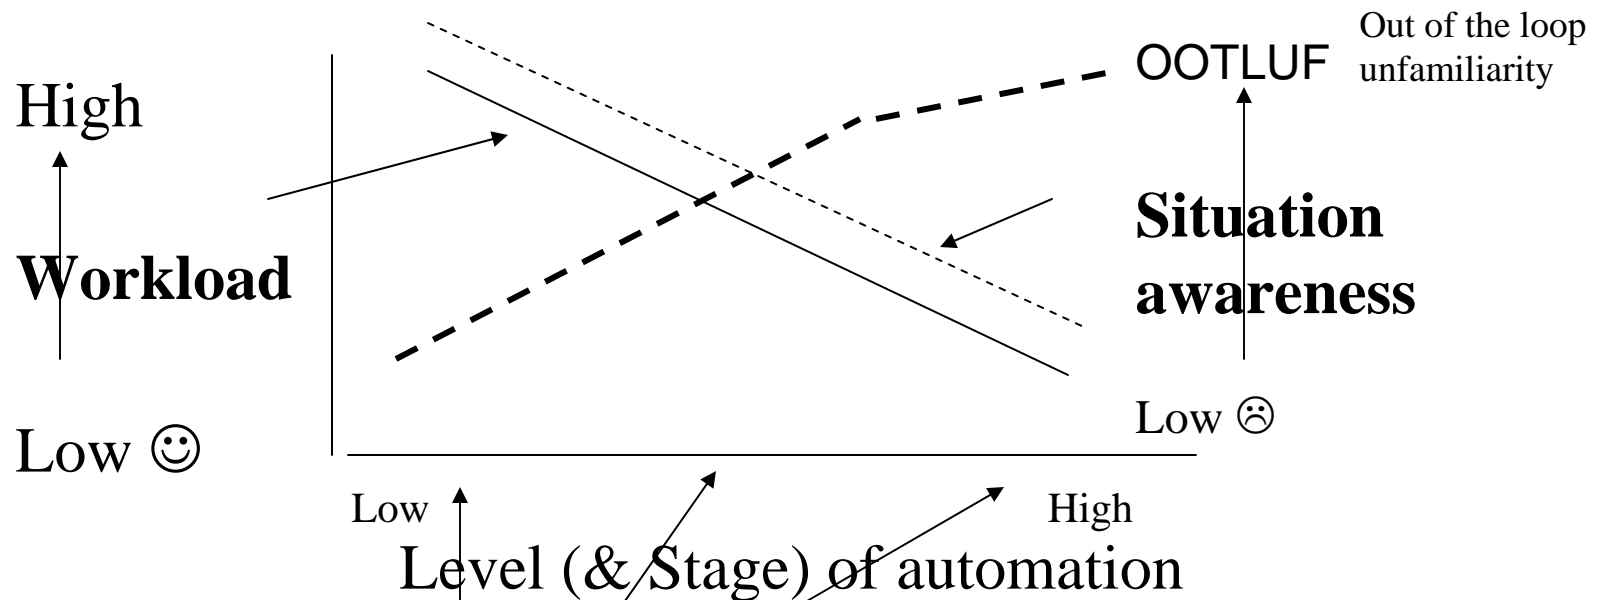 Out of the loop
OOTLUF
unfamiliarity
High
Situation
awareness
Workload
Low
Low
Low
High
Level (& Stage) of automation